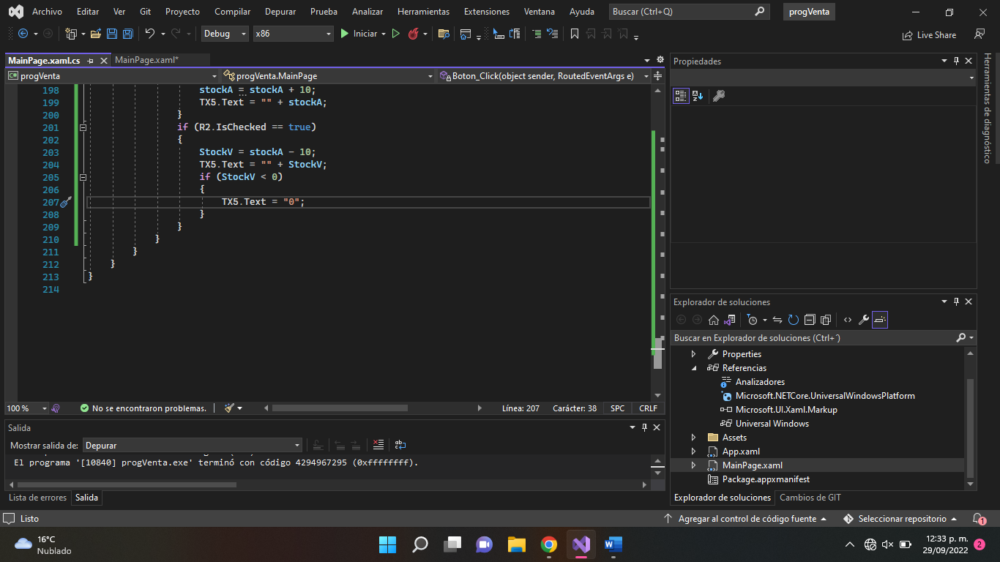 Archivo Editar Ver Git Proyecto Compilar Depurar Prueba Analizar Herramientas Extensiones Ventana Ayuda Buscar (Ctrl+Q) progVenta
Debug x86 Iniciar Live Share
MainPage.xaml.cs MainPage.xaml*
progVenta progVenta.MainPage Boton_Click(object sender, RoutedEventArgs e)
198 stockA = stockA + 10;
199 TX5.Text = "" + stockA;
200 }
201 if (R2.IsChecked == true)
202 {
203 StockV = stockA - 10;
204 TX5.Text = "" + StockV;
205 if (StockV < 0)
206 {
207 TX5.Text = "0";
208 }
209 }
210 }
211 }
212 }
213 }
214
100 % No se encontraron problemas. Línea: 207 Carácter: 38 SPC CRLF
Salida
Mostrar salida de: Depurar
El programa '[10840] progVenta.exe' terminó con código 4294967295 (0xffffffff).
Lista de errores Salida
Propiedades
Herramientas de diagnóstico
Explorador de soluciones
Buscar en Explorador de soluciones (Ctrl+´)
Properties
Referencias
Analizadores
Microsoft.NETCore.UniversalWindowsPlatform
Microsoft.UI.Xaml.Markup
Universal Windows
Assets
App.xaml
MainPage.xaml
Package.appxmanifest
Explorador de soluciones Cambios de GIT
Listo Agregar al control de código fuente Seleccionar repositorio 1
16°C
Nublado
12:33 p. m.
29/09/2022 2